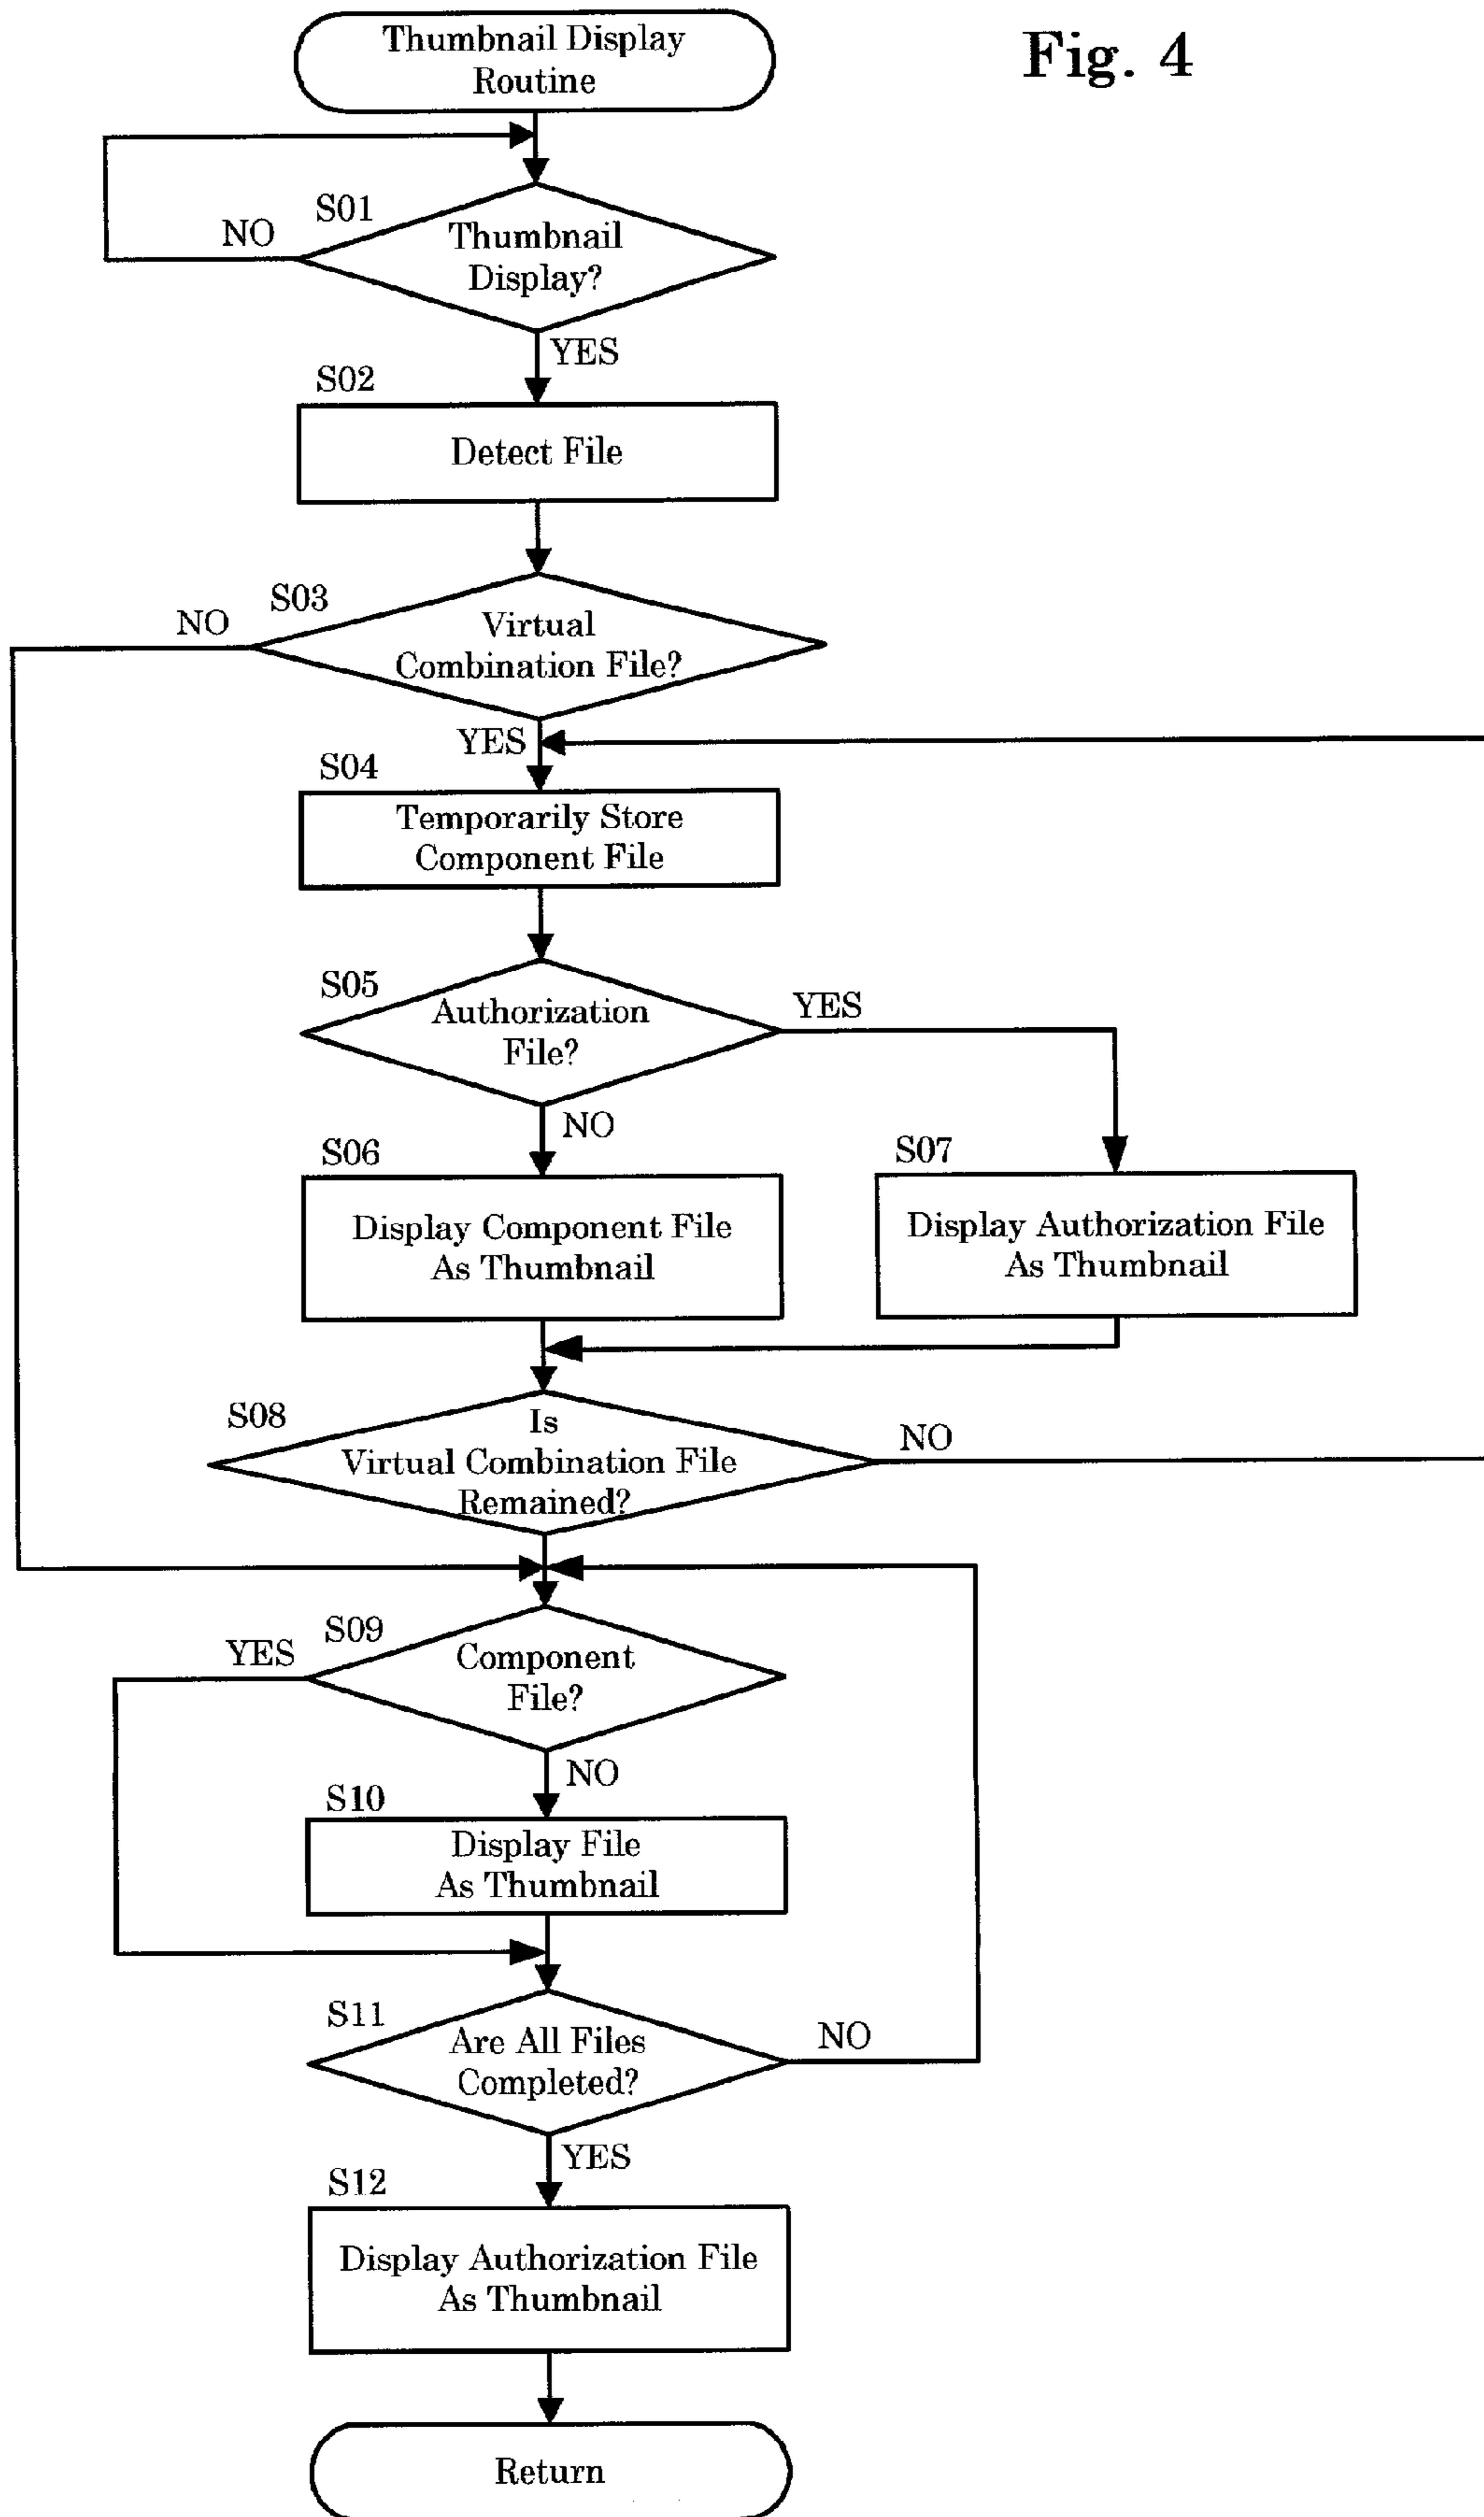 Thumbnail Display
Routine
Fig. 4
S01
NO
Thumbnail
Display?
YES
S02
Detect File
S03
NO
Virtual
Combination File?
YES
S04
Temporarily Store
Component File
S05
Authorization
File?
YES
NO
S06
S07
Display Component File
As Thumbnail
Display Authorization File
As Thumbnail
S08
Is
Virtual Combination File
Remained?
NO
S09
YES
Component
File?
NO
S10
Display File
As Thumbnail
S11
Are All Files
Completed?
NO
YES
S12
Display Authorization File
As Thumbnail
Return